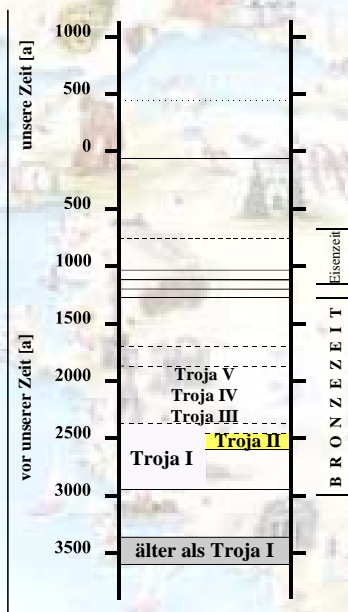 unsere Zeit [a]
1000
500
0
vor unserer Zeit [a]
500
1000
1500
2000
2500
3000
3500
Troja V
Troja IV
Troja III
Troja II
Troja I
älter als Troja I
Eisenzeit
BRONZEZEIT